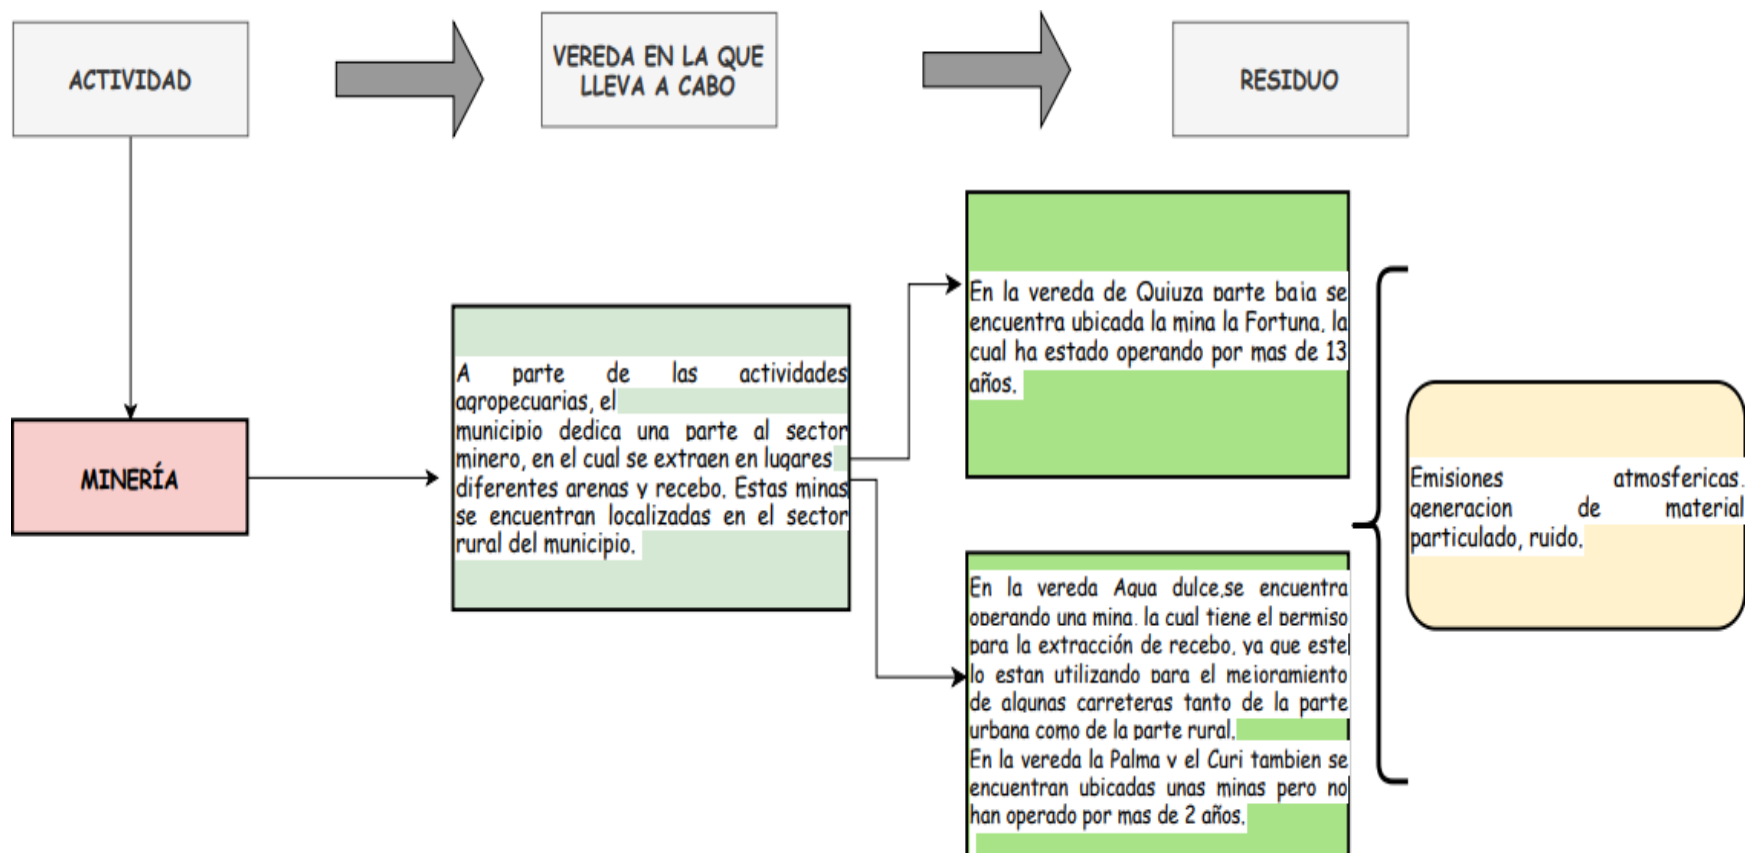 ACTIVIDAD
VEREDA EN LA QUE
LLEVA A CABO
RESIDUO
MINERÍA
A parte de las actividades
agropecuarias, el
municipio dedica una parte al sector
minero, en el cual se extraen en lugares
diferentes arenas y recebo. Estas minas
se encuentran localizadas en el sector
rural del municipio.
En la vereda de Quiuza parte baja se
encuentra ubicada la mina la Fortuna, la
cual ha estado operando por mas de 13
años.
En la vereda Agua dulce,se encuentra
operando una mina, la cual tiene el permiso
para la extracción de recebo, ya que este
lo estan utilizando para el mejoramiento
de algunas carreteras tanto de la parte
urbana como de la parte rural.
En la vereda la Palma y el Curi tambien se
encuentran ubicadas unas minas pero no
han operado por mas de 2 años.
Emisiones atmosfericas,
generacion de material
particulado, ruido.